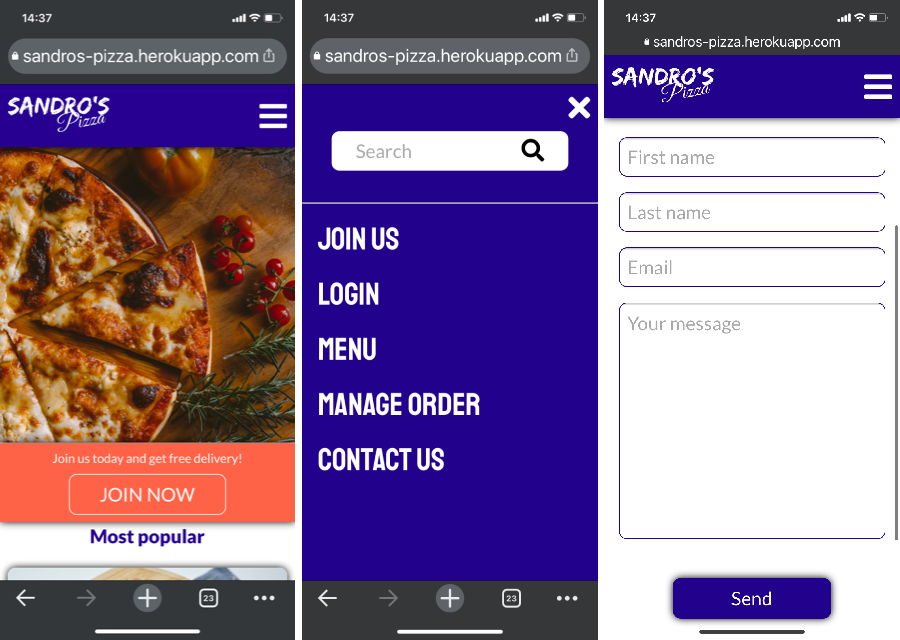 14:37
sandros-pizza.herokuapp.com
SANDRO'S
Pizza
Join us today and get free delivery!
JOIN NOW
Most popular
23
14:37
sandros-pizza.herokuapp.com
Search
JOIN US
LOGIN
MENU
MANAGE ORDER
CONTACT US
23
14:37
sandros-pizza.herokuapp.com
SANDRO'S
Pizza
First name
Last name
Email
Your message
Send